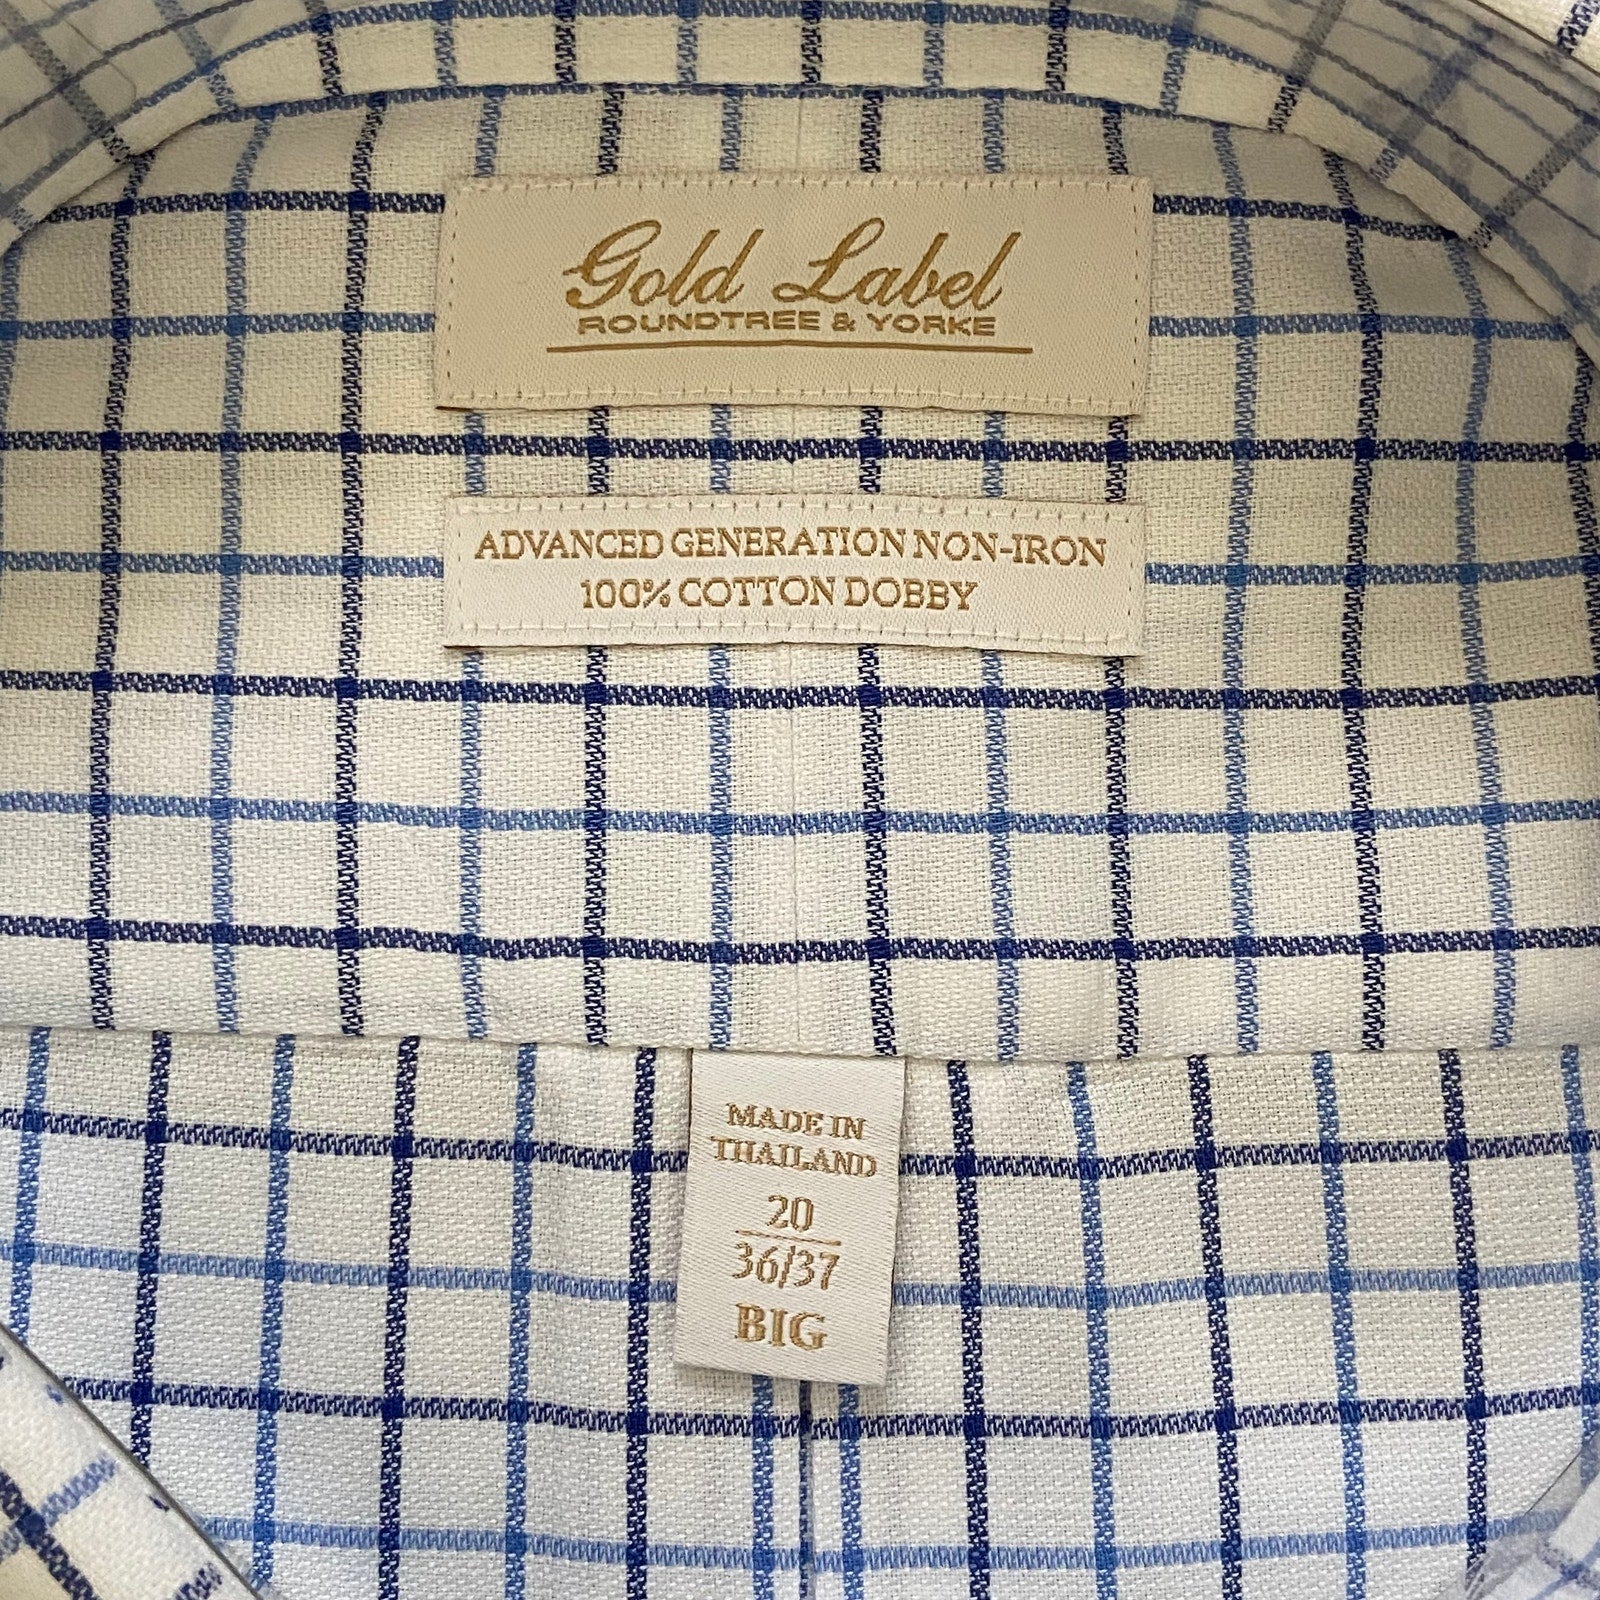 Gold Label
ROUNDTREE & YORKE
ADVANCED GENERATION NON-IRON
100% COTTON DOBBY
MADE IN
THAILAND
20
36/37
BIG